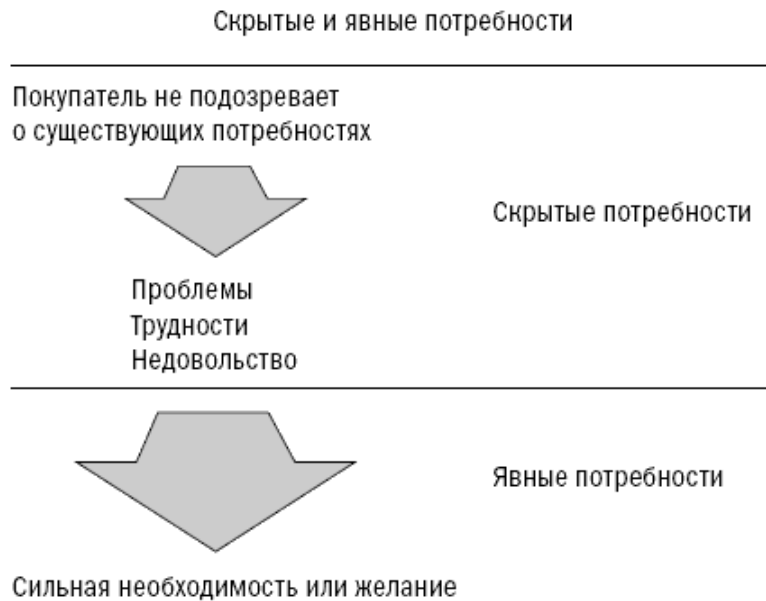 Скрытые и явные потребности
Покупатель не подозревает
о существующих потребностях
Скрытые потребности
Проблемы
Трудности
Недовольство
Явные потребности
Сильная необходимость или желание